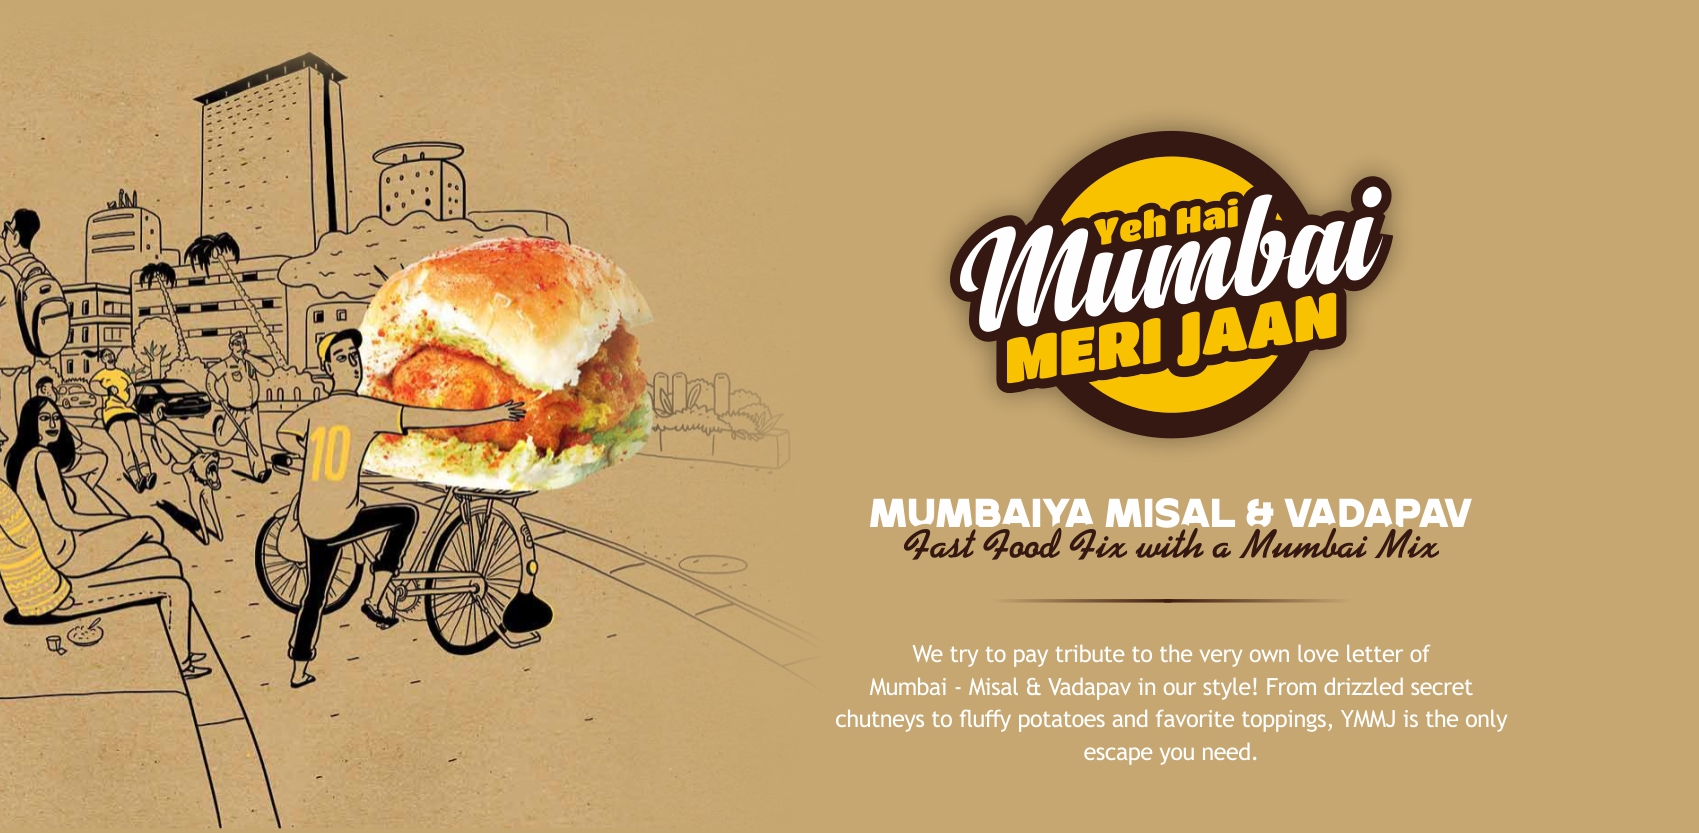 10
Yeh Hai
Mumbai
MERI JAAN
MUMBAIYA MISAL & VADAPAV
Fast Food Fix with a Mumbai Mix
We try to pay tribute to the very own love letter of
Mumbai - Misal & Vadapav in our style! From drizzled secret
chutneys to fluffy potatoes and favorite toppings, YMMJ is the only
escape you need.